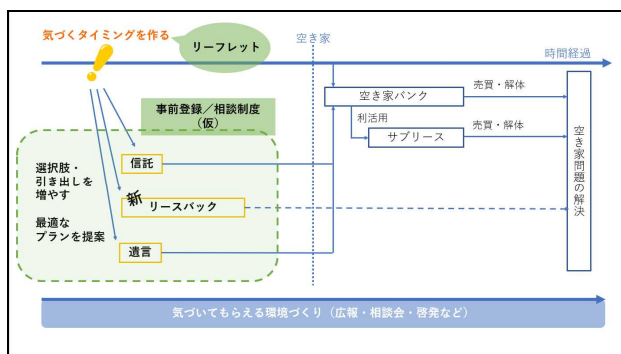 気づくタイミングを作る
リーフレット
空き家
時間経過
事前登録／相談制度
（仮）
空き家バンク
売買・解体
利活用
サブリース
売買・解体
空き家問題の解決
選択肢・
引き出しを
増やす
最適な
プランを提案
信託
新
リースバック
遺言
気づいてもらえる環境づくり（広報・相談会・啓発など）